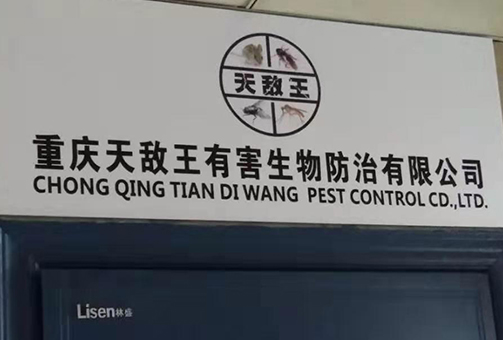 天敌王
重庆天敌王有害生物防治有限公司
CHONG QING TIAN DI WANG PEST CONTROL CD.,LTD.
Lisen林盛